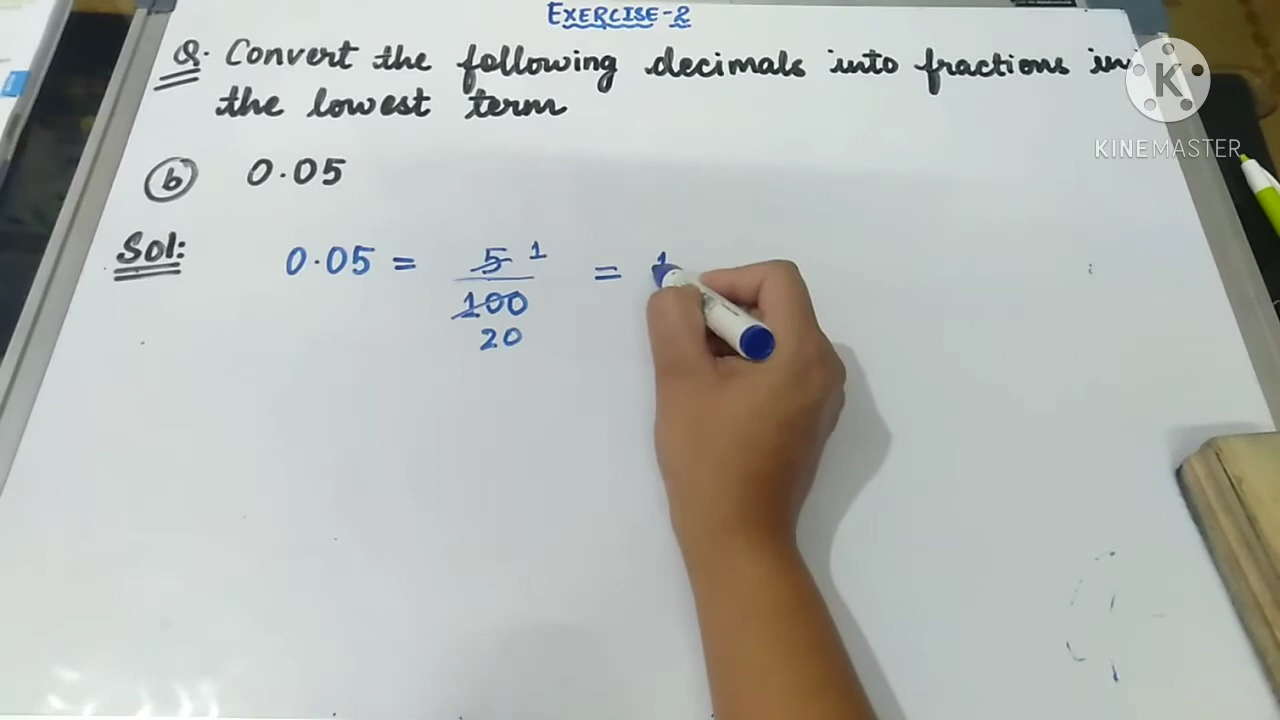 EXERCISE-2
Q. Convert the following decimals into fractions in
the lowest term
K
KINEMASTER
(b) 0.05
Sol: 0.05 = 5 1 = 1
100
20